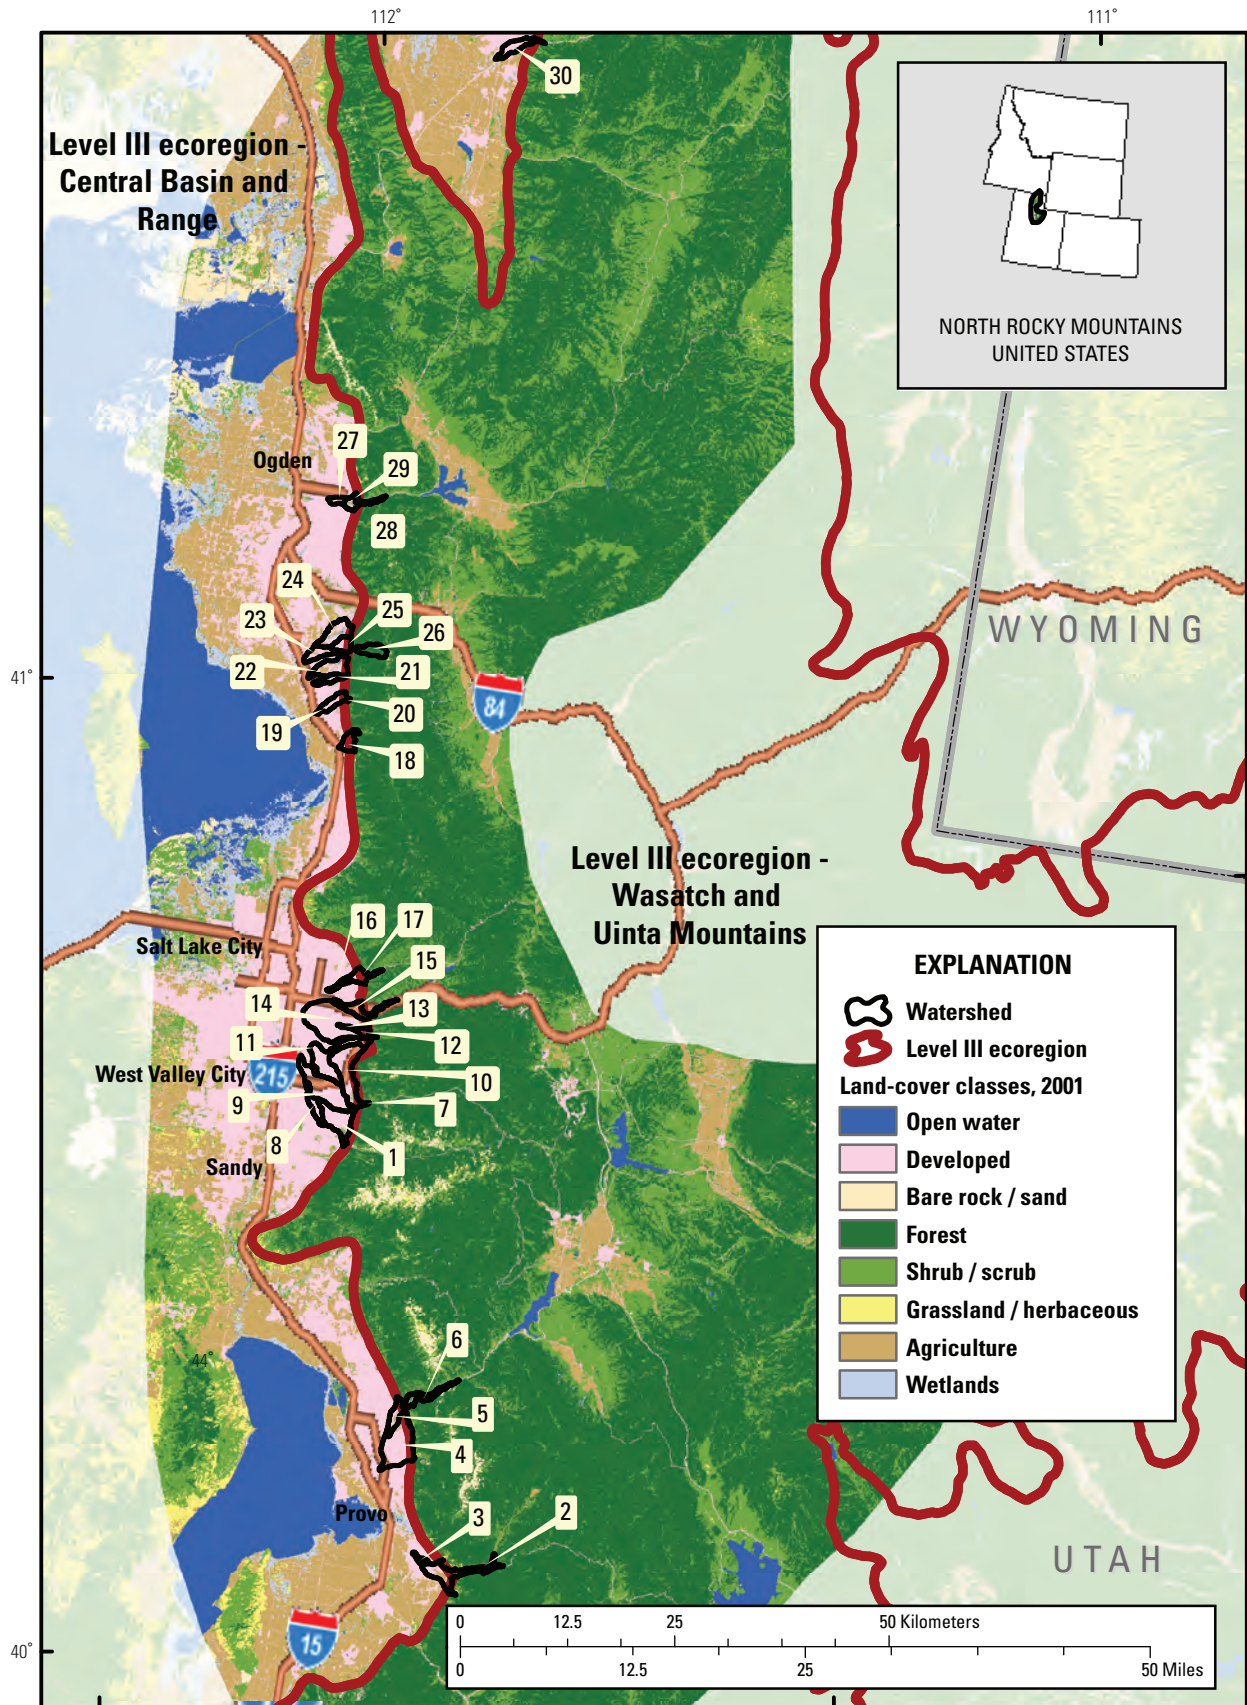 112°
111°
30
Level III ecoregion -
Central Basin and
Range
NORTH ROCKY MOUNTAINS
UNITED STATES
27
Ogden
29
28
24
25
23
26
WYOMING
22
21
41°
84
20
19
18
Level III ecoregion -
Wasatch and
Uinta Mountains
16
17
Salt Lake City
15
14
13
11
12
West Valley City
215
10
9
7
8
1
Sandy
EXPLANATION
Watershed
Level III ecoregion
Land-cover classes, 2001
Open water
Developed
Bare rock / sand
Forest
Shrub / scrub
Grassland / herbaceous
Agriculture
Wetlands
6
44°
5
4
Provo
3
2
UTAH
0
12.5
25
50 Kilometers
15
40°
0
12.5
25
50 Miles